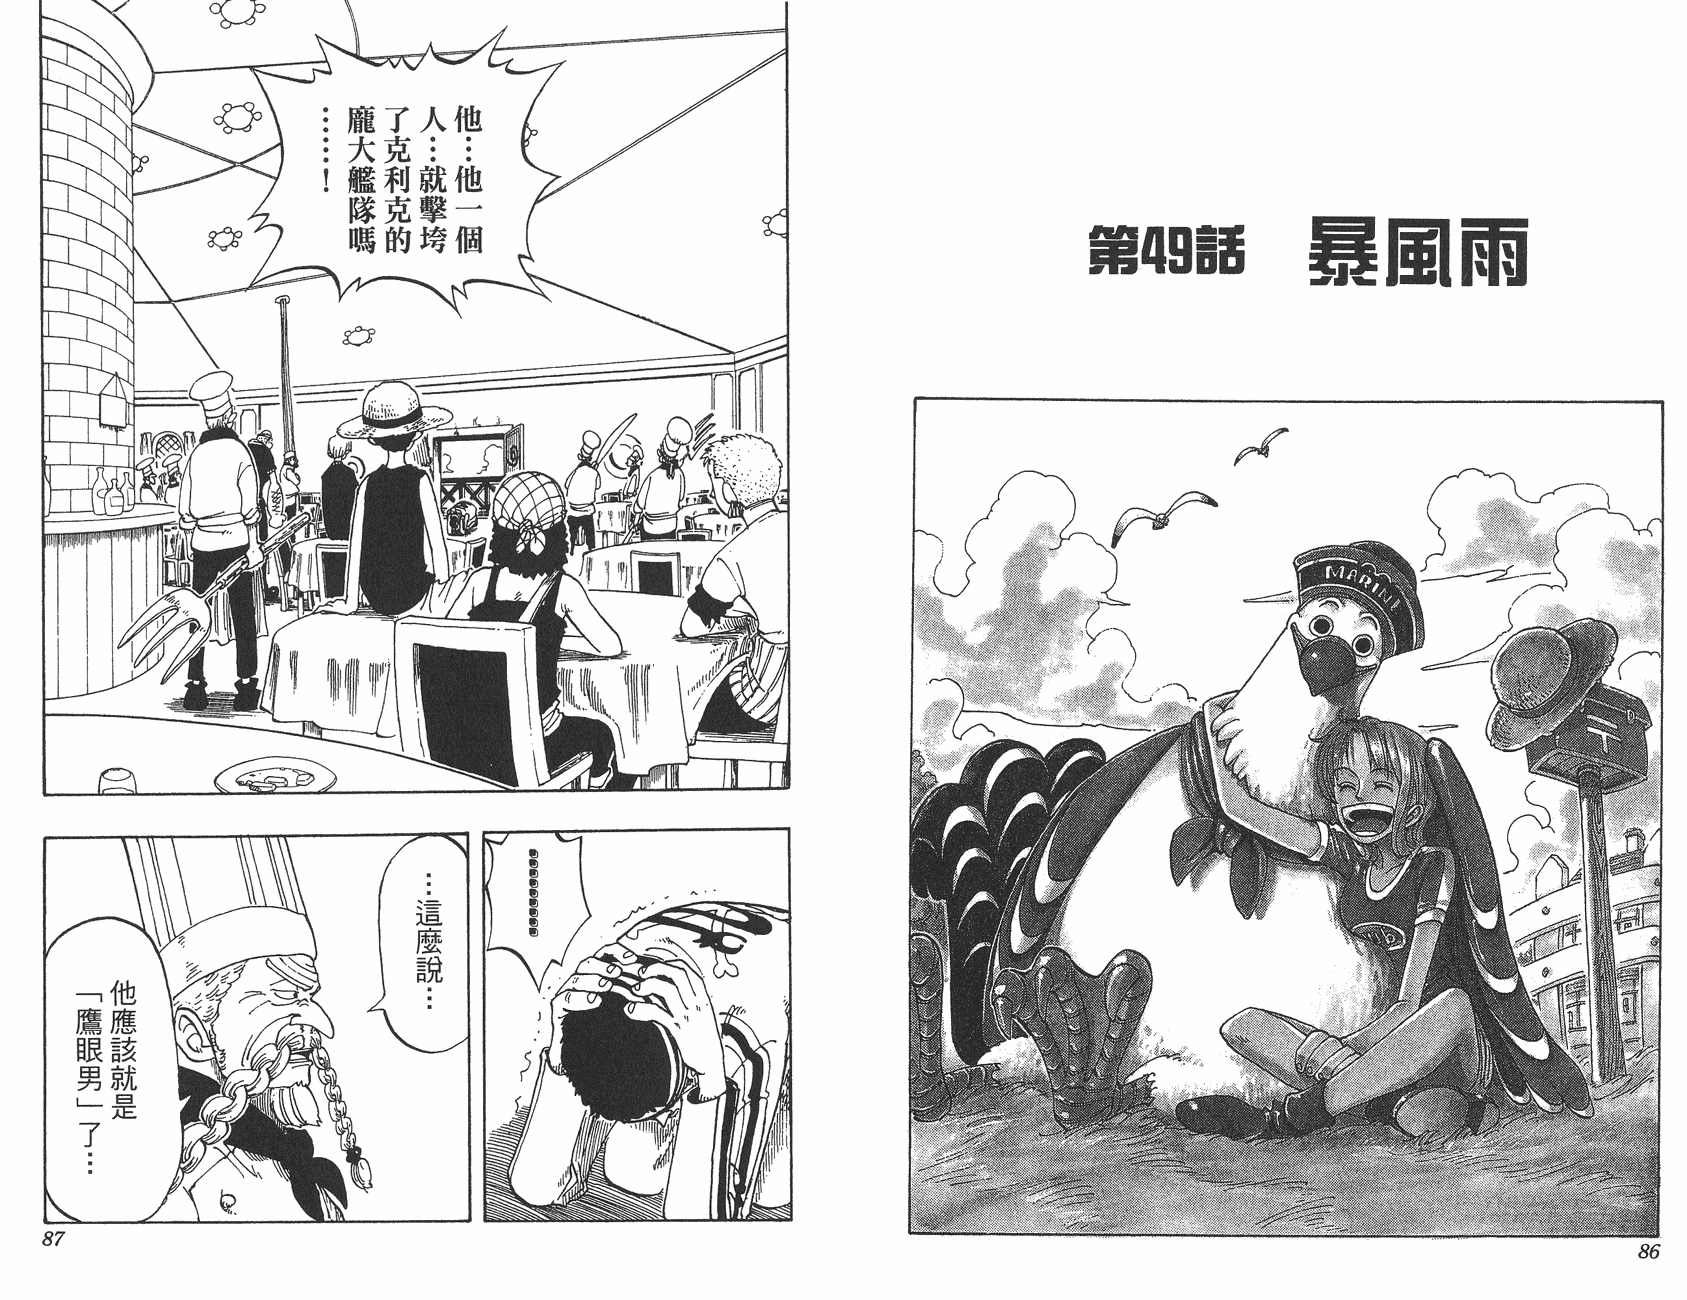 第49話　暴風雨
MARINE
〒
86
他…他一個
人…就擊垮
了克利克的
龐大艦隊嗎
……！
………
…這麼說…
他應該就是
「鷹眼男」了…
87